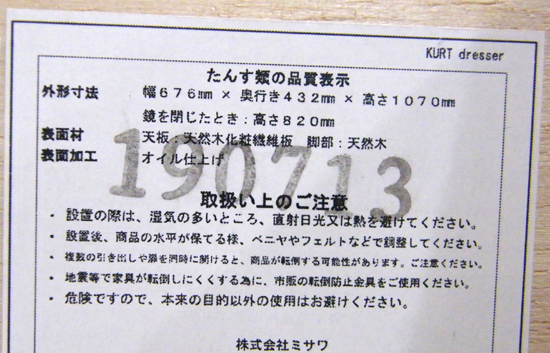 KURT dresser
たんす類の品質表示
外形寸法 幅676mm × 奥行き432mm × 高さ1070mm
鏡を閉じたとき：高さ820mm
表面材 天板 天然木化粧繊維板 脚部：天然木
表面加工 オイル仕上げ
190713
取扱い上のご注意
・設置の際は、湿気の多いところ、直射日光又は熱を避けてください。
・設置後、商品の水平が保てる様、ベニヤやフェルトなどで調整してください。
・複数の引き出しや扉を同時に開けると、商品が転倒する可能性があります。ご注意ください。
・地震等で家具が転倒しにくくする為に、市販の転倒防止金具をご使用ください。
・危険ですので、本来の目的以外の使用はお避けください。
株式会社ミサワ